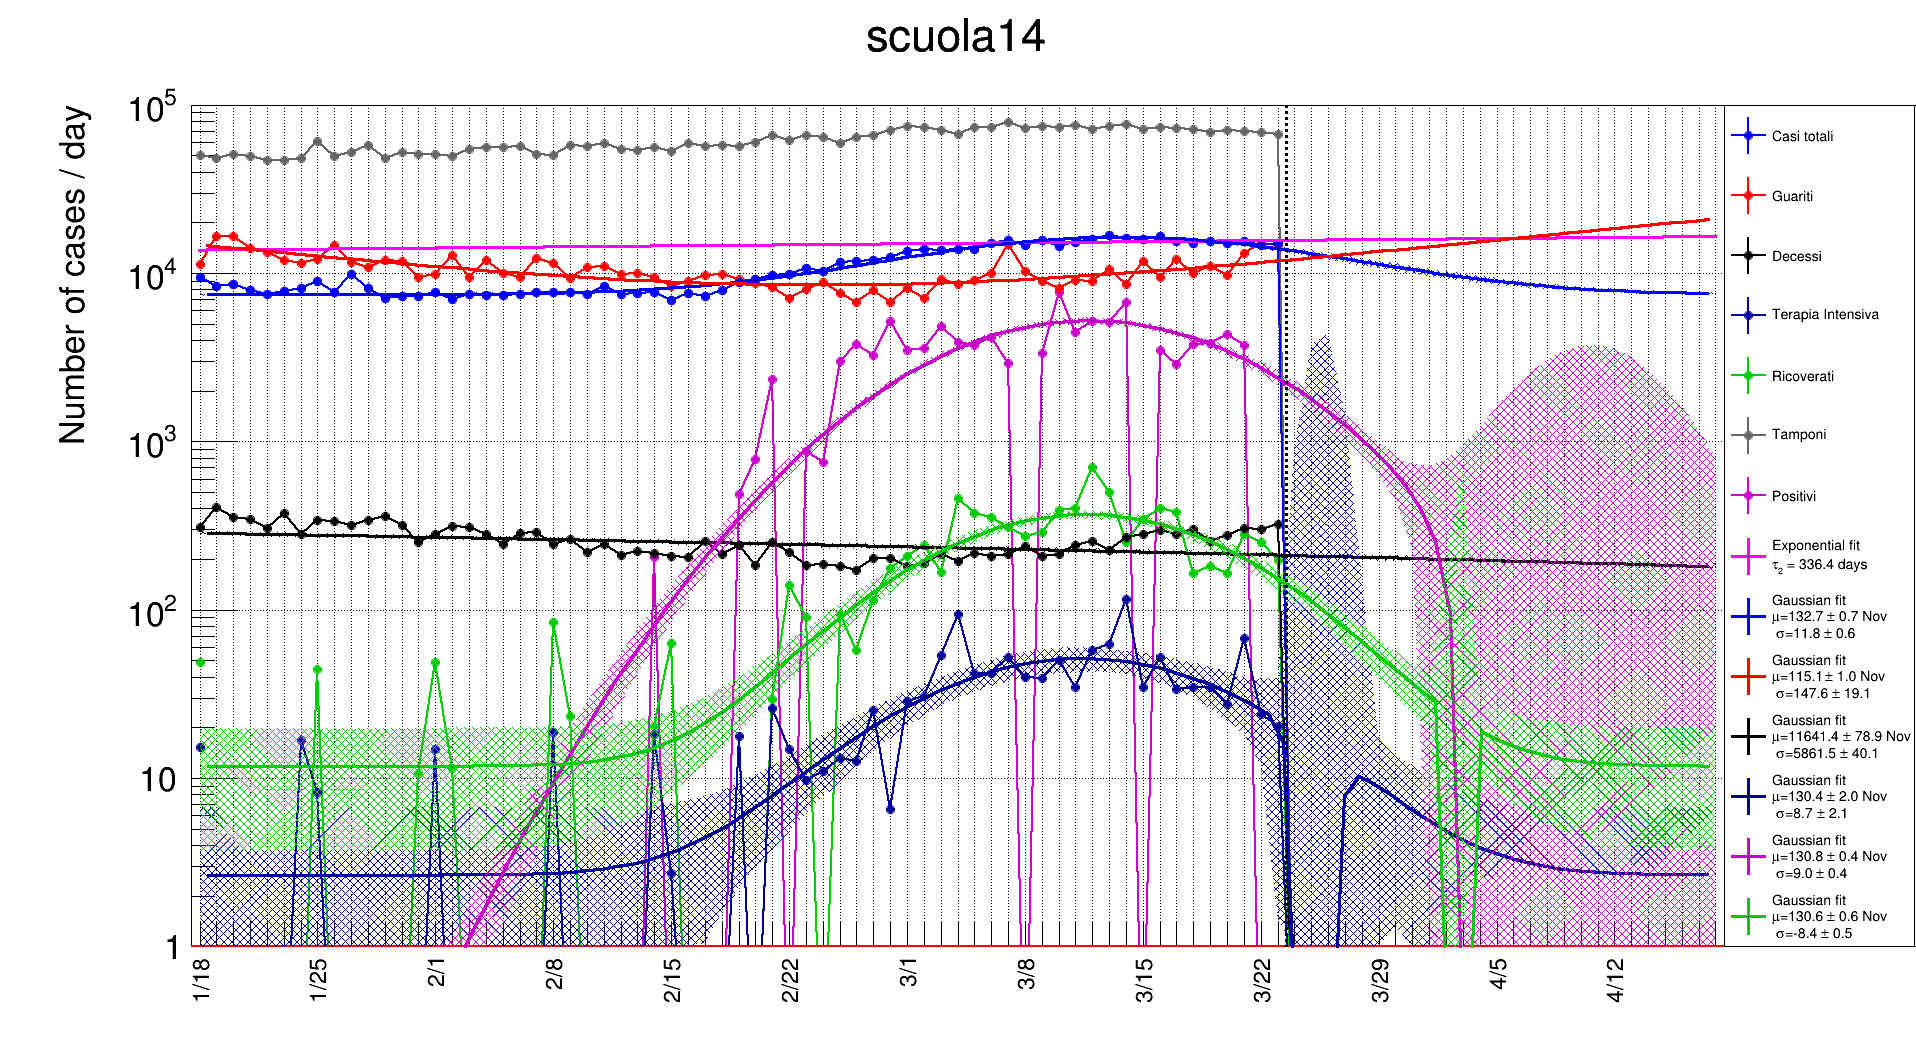 scuola14
Number of cases / day
10^5
10^4
10^3
10^2
10
1
1/18
1/25
2/1
2/8
2/15
2/22
3/1
3/8
3/15
3/22
3/29
4/5
4/12
Casi totali
Guariti
Decessi
Terapia Intensiva
Ricoverati
Tamponi
Positivi
Exponential fit
τ₂ = 336.4 days
Gaussian fit
μ=132.7 ± 0.7 Nov
σ=11.8 ± 0.6
Gaussian fit
μ=115.1 ± 1.0 Nov
σ=147.6 ± 19.1
Gaussian fit
μ=11641.4 ± 78.9 Nov
σ=5861.5 ± 40.1
Gaussian fit
μ=130.4 ± 2.0 Nov
σ=8.7 ± 2.1
Gaussian fit
μ=130.8 ± 0.4 Nov
σ=9.0 ± 0.4
Gaussian fit
μ=130.6 ± 0.6 Nov
σ=-8.4 ± 0.5